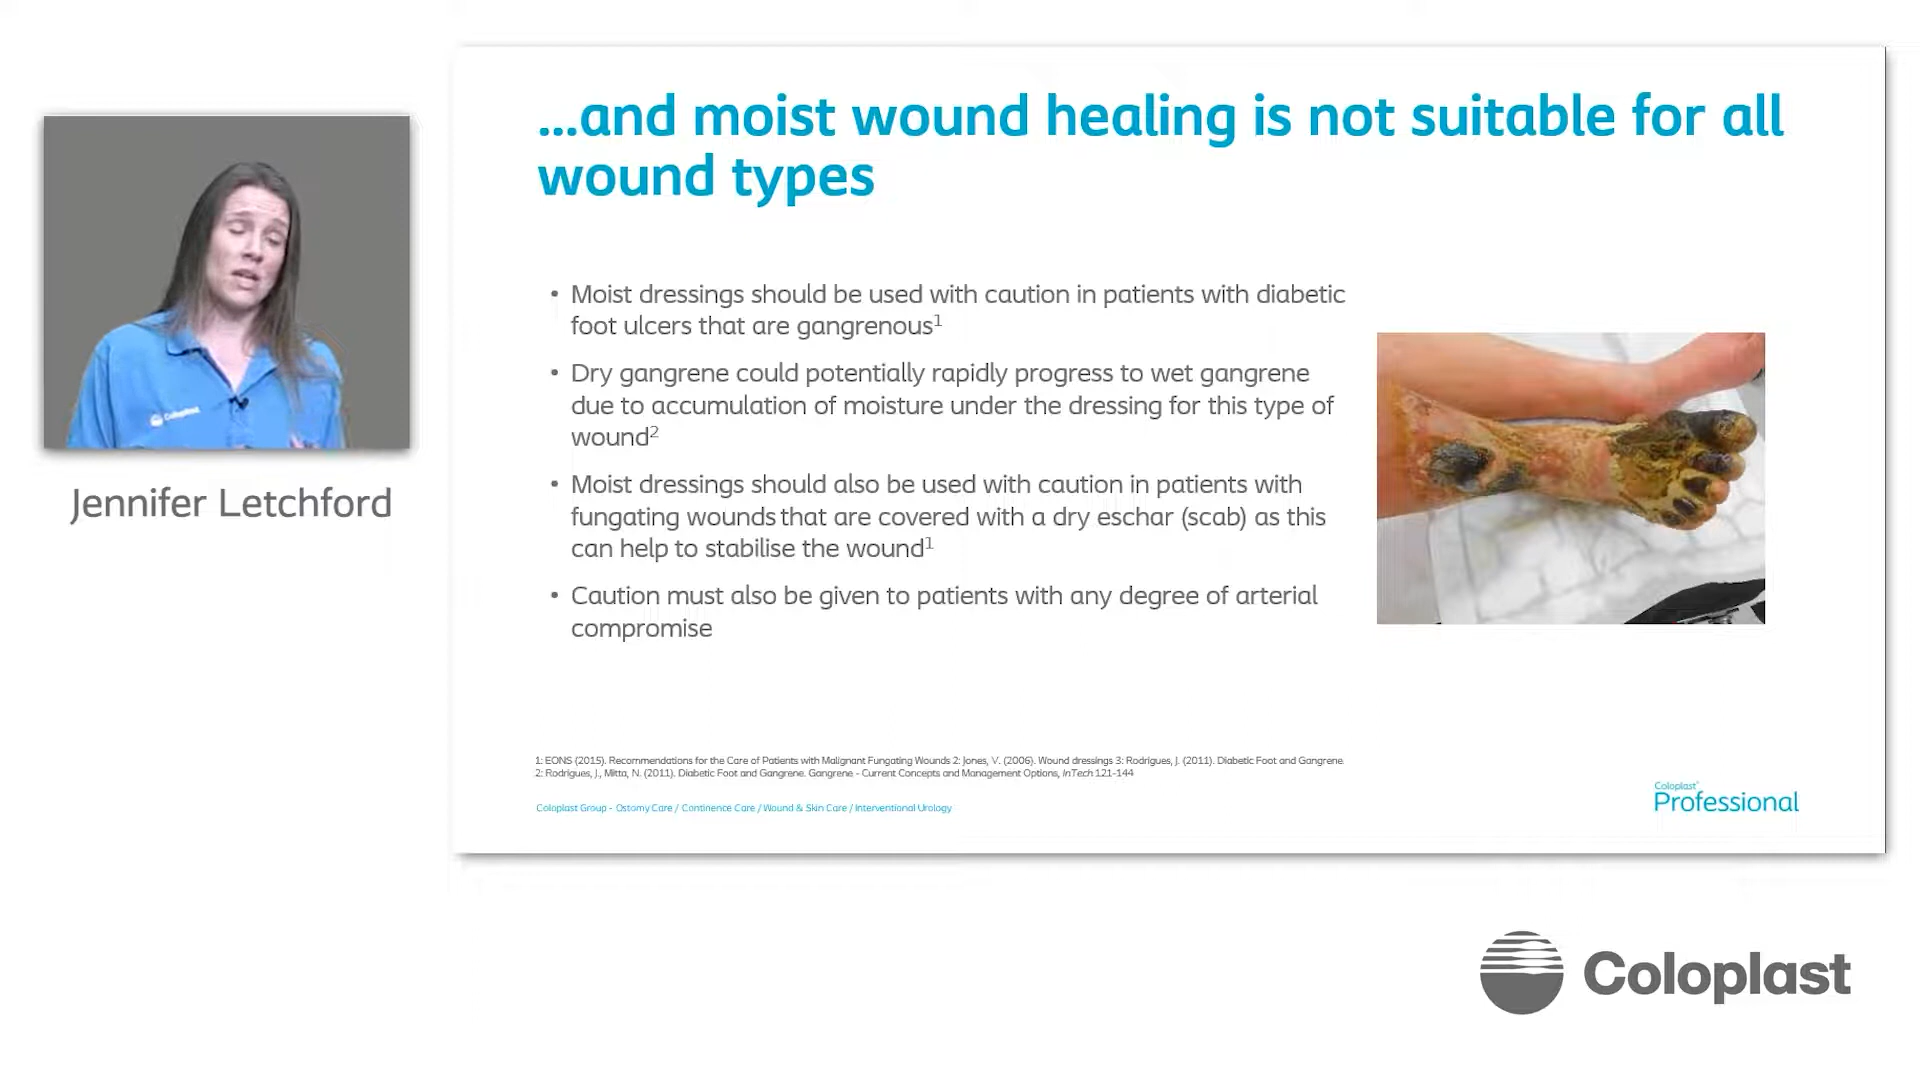 ...and moist wound healing is not suitable for all
wound types
Coloplast
Jennifer Letchford
• Moist dressings should be used with caution in patients with diabetic
foot ulcers that are gangrenous1
• Dry gangrene could potentially rapidly progress to wet gangrene
due to accumulation of moisture under the dressing for this type of
wound2
• Moist dressings should also be used with caution in patients with
fungating wounds that are covered with a dry eschar (scab) as this
can help to stabilise the wound1
• Caution must also be given to patients with any degree of arterial
compromise
1: EONS (2015). Recommendations for the Care of Patients with Malignant Fungating Wounds 2: Jones, V. (2006). Wound dressings 3: Rodrigues, J. (2011). Diabetic Foot and Gangrene.
2: Rodrigues, J., Mitta, N. (2011). Diabetic Foot and Gangrene. Gangrene - Current Concepts and Management Options, InTech 121-144
Coloplast Group - Ostomy Care / Continence Care / Wound & Skin Care / Interventional Urology
Coloplast®
Professional
Coloplast